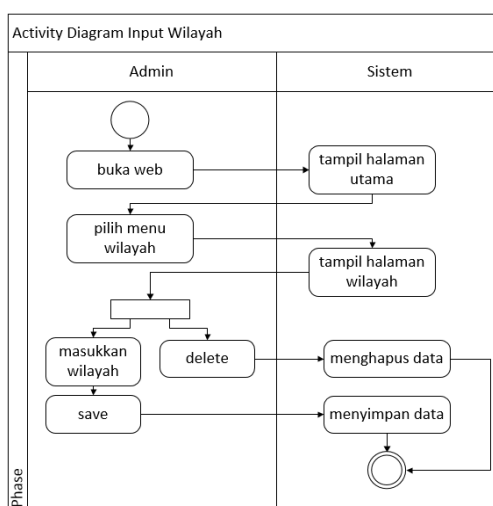 Activity Diagram Input Wilayah
Admin
Sistem
buka web
tampil halaman
utama
pilih menu
wilayah
tampil halaman
wilayah
masukkan
wilayah
delete
menghapus data
save
menyimpan data
Phase